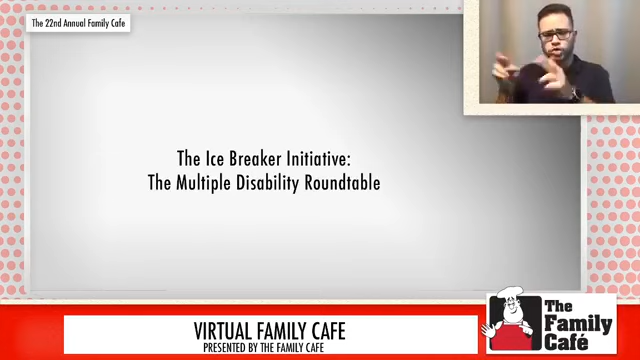 The 22nd Annual Family Cafe
The Ice Breaker Initiative:
The Multiple Disability Roundtable
VIRTUAL FAMILY CAFE
PRESENTED BY THE FAMILY CAFE
The
Family
Café